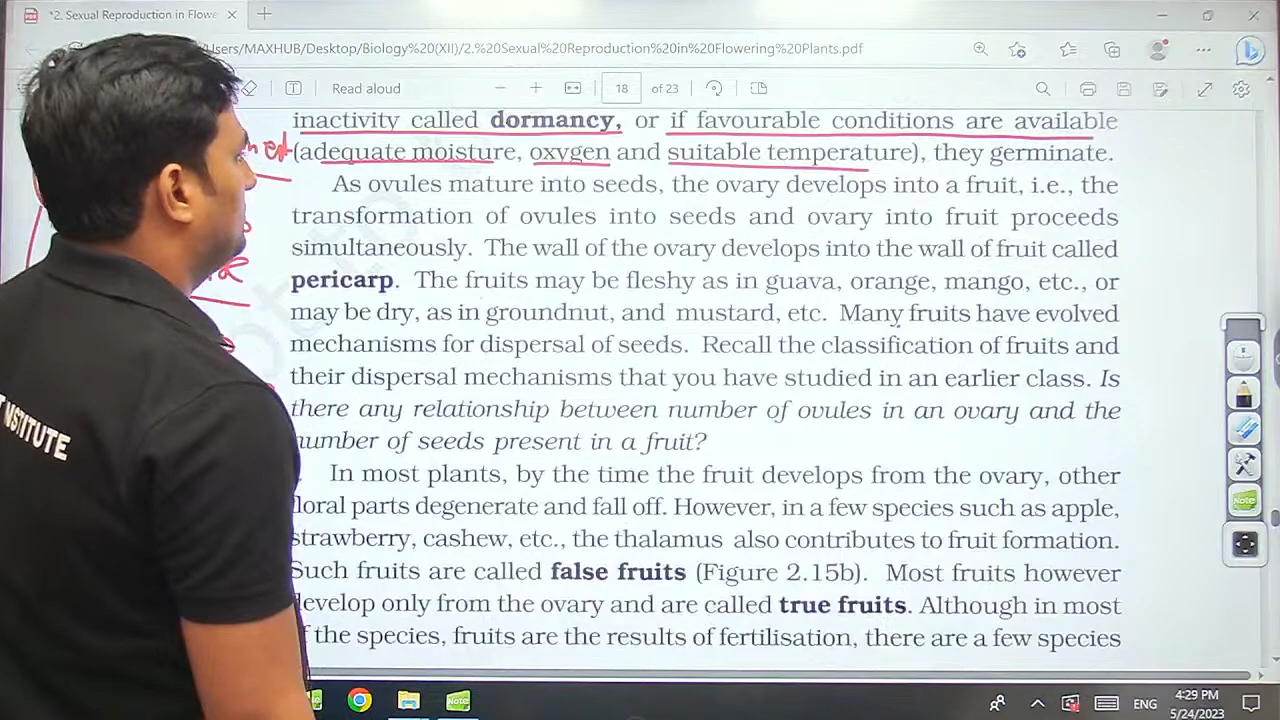 *2. Sexual Reproduction in Flowe
Users/MAXHUB/Desktop/Biology%20(XII)/2.%20Sexual%20Reproduction%20in%20Flowering%20Plants.pdf
Read aloud
18 of 23
inactivity called dormancy, or if favourable conditions are available
(adequate moisture, oxygen and suitable temperature), they germinate.
As ovules mature into seeds, the ovary develops into a fruit, i.e., the
transformation of ovules into seeds and ovary into fruit proceeds
simultaneously. The wall of the ovary develops into the wall of fruit called
pericarp. The fruits may be fleshy as in guava, orange, mango, etc., or
may be dry, as in groundnut, and mustard, etc. Many fruits have evolved
mechanisms for dispersal of seeds. Recall the classification of fruits and
their dispersal mechanisms that you have studied in an earlier class. Is
there any relationship between number of ovules in an ovary and the
number of seeds present in a fruit?
In most plants, by the time the fruit develops from the ovary, other
floral parts degenerate and fall off. However, in a few species such as apple,
strawberry, cashew, etc., the thalamus also contributes to fruit formation.
Such fruits are called false fruits (Figure 2.15b). Most fruits however
develop only from the ovary and are called true fruits. Although in most
of the species, fruits are the results of fertilisation, there are a few species
NSTITUTE
Note
ENG
4:29 PM
5/24/2023